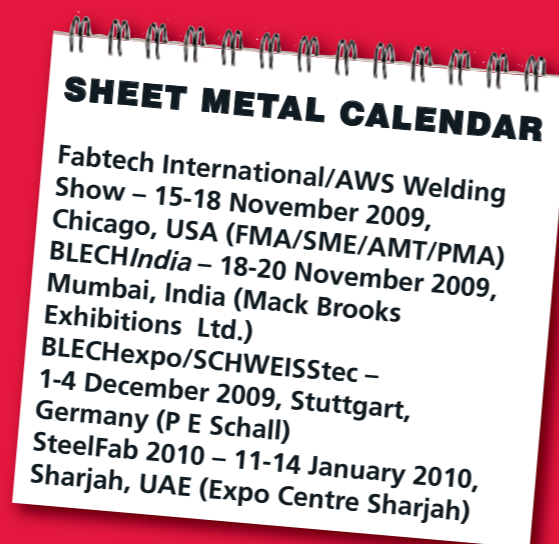 SHEET METAL CALENDAR
Fabtech International/AWS Welding
Show – 15-18 November 2009,
Chicago, USA (FMA/SME/AMT/PMA)
BLECHIndia – 18-20 November 2009,
Mumbai, India (Mack Brooks
Exhibitions Ltd.)
BLECHexpo/SCHWEISStec –
1-4 December 2009, Stuttgart,
Germany (P E Schall)
SteelFab 2010 – 11-14 January 2010,
Sharjah, UAE (Expo Centre Sharjah)